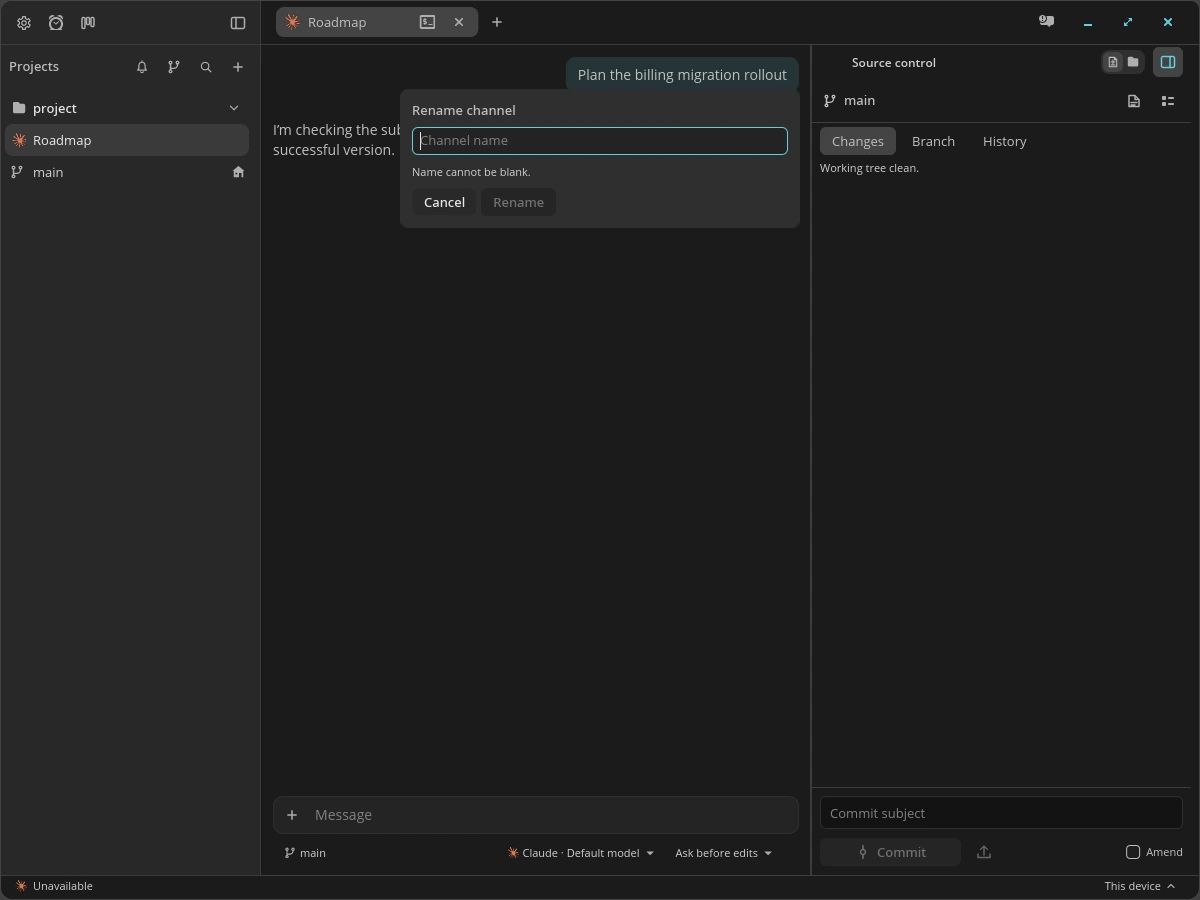 Roadmap
Projects
project
Roadmap
main
Plan the billing migration rollout
I'm checking the sub
successful version.
Rename channel
Channel name
Name cannot be blank.
Cancel
Rename
Message
main
Claude · Default model
Ask before edits
Source control
main
Changes
Branch
History
Working tree clean.
Commit subject
Commit
Amend
Unavailable
This device